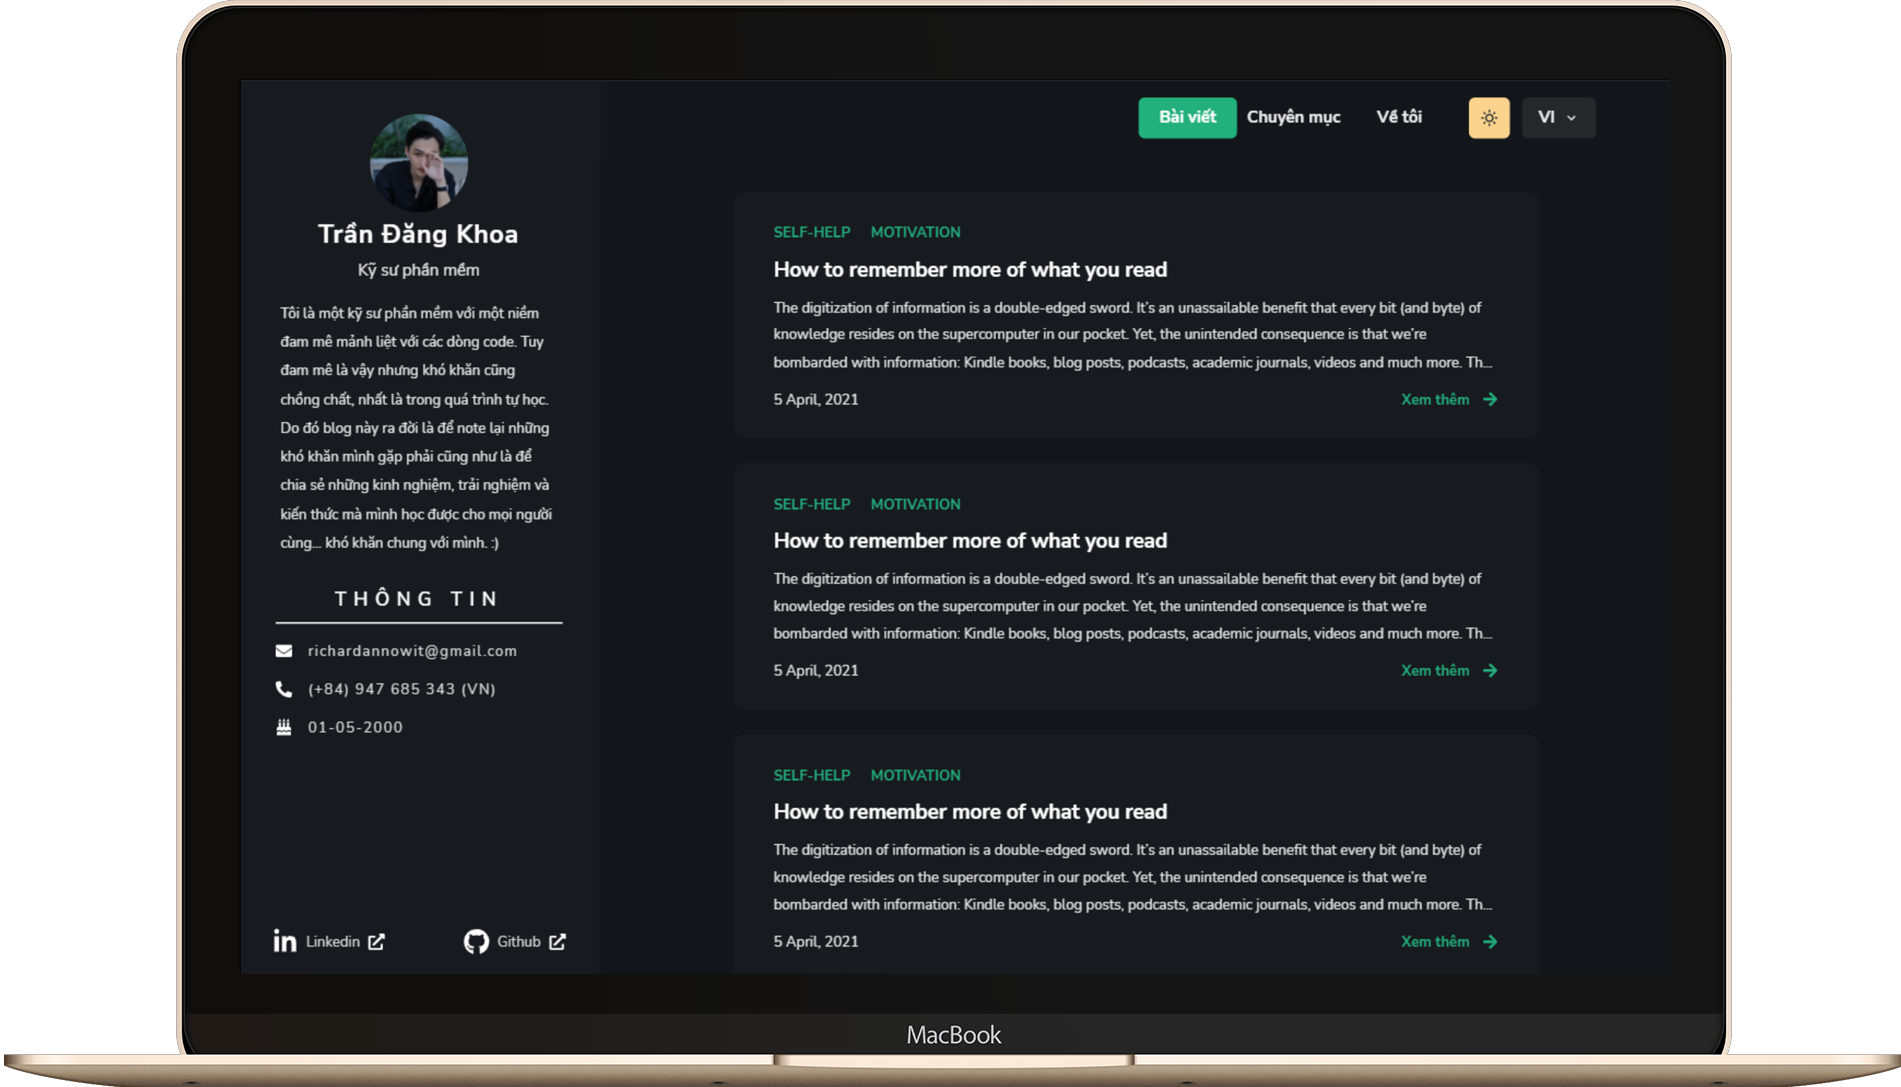 Trần Đăng Khoa
Kỹ sư phần mềm
Tôi là một kỹ sư phần mềm với một niềm
đam mê mảnh liệt với các dòng code. Tuy
đam mê là vậy nhưng khó khăn cũng
chồng chất, nhất là trong quá trình tự học.
Do đó blog này ra đời là để note lại những
khó khăn mình gặp phải cũng như là để
chia sẻ những kinh nghiệm, trải nghiệm và
kiến thức mà mình học được cho mọi người
cùng... khó khăn chung với mình. :)
THÔNG TIN
richardannowit@gmail.com
(+84) 947 685 343 (VN)
01-05-2000
Linkedin
Github
Bài viết
Chuyên mục
Về tôi
VI
SELF-HELP MOTIVATION
How to remember more of what you read
The digitization of information is a double-edged sword. It's an unassailable benefit that every bit (and byte) of
knowledge resides on the supercomputer in our pocket. Yet, the unintended consequence is that we're
bombarded with information: Kindle books, blog posts, podcasts, academic journals, videos and much more. Th...
5 April, 2021
Xem thêm
SELF-HELP MOTIVATION
How to remember more of what you read
The digitization of information is a double-edged sword. It's an unassailable benefit that every bit (and byte) of
knowledge resides on the supercomputer in our pocket. Yet, the unintended consequence is that we're
bombarded with information: Kindle books, blog posts, podcasts, academic journals, videos and much more. Th...
5 April, 2021
Xem thêm
SELF-HELP MOTIVATION
How to remember more of what you read
The digitization of information is a double-edged sword. It's an unassailable benefit that every bit (and byte) of
knowledge resides on the supercomputer in our pocket. Yet, the unintended consequence is that we're
bombarded with information: Kindle books, blog posts, podcasts, academic journals, videos and much more. Th...
5 April, 2021
Xem thêm
MacBook